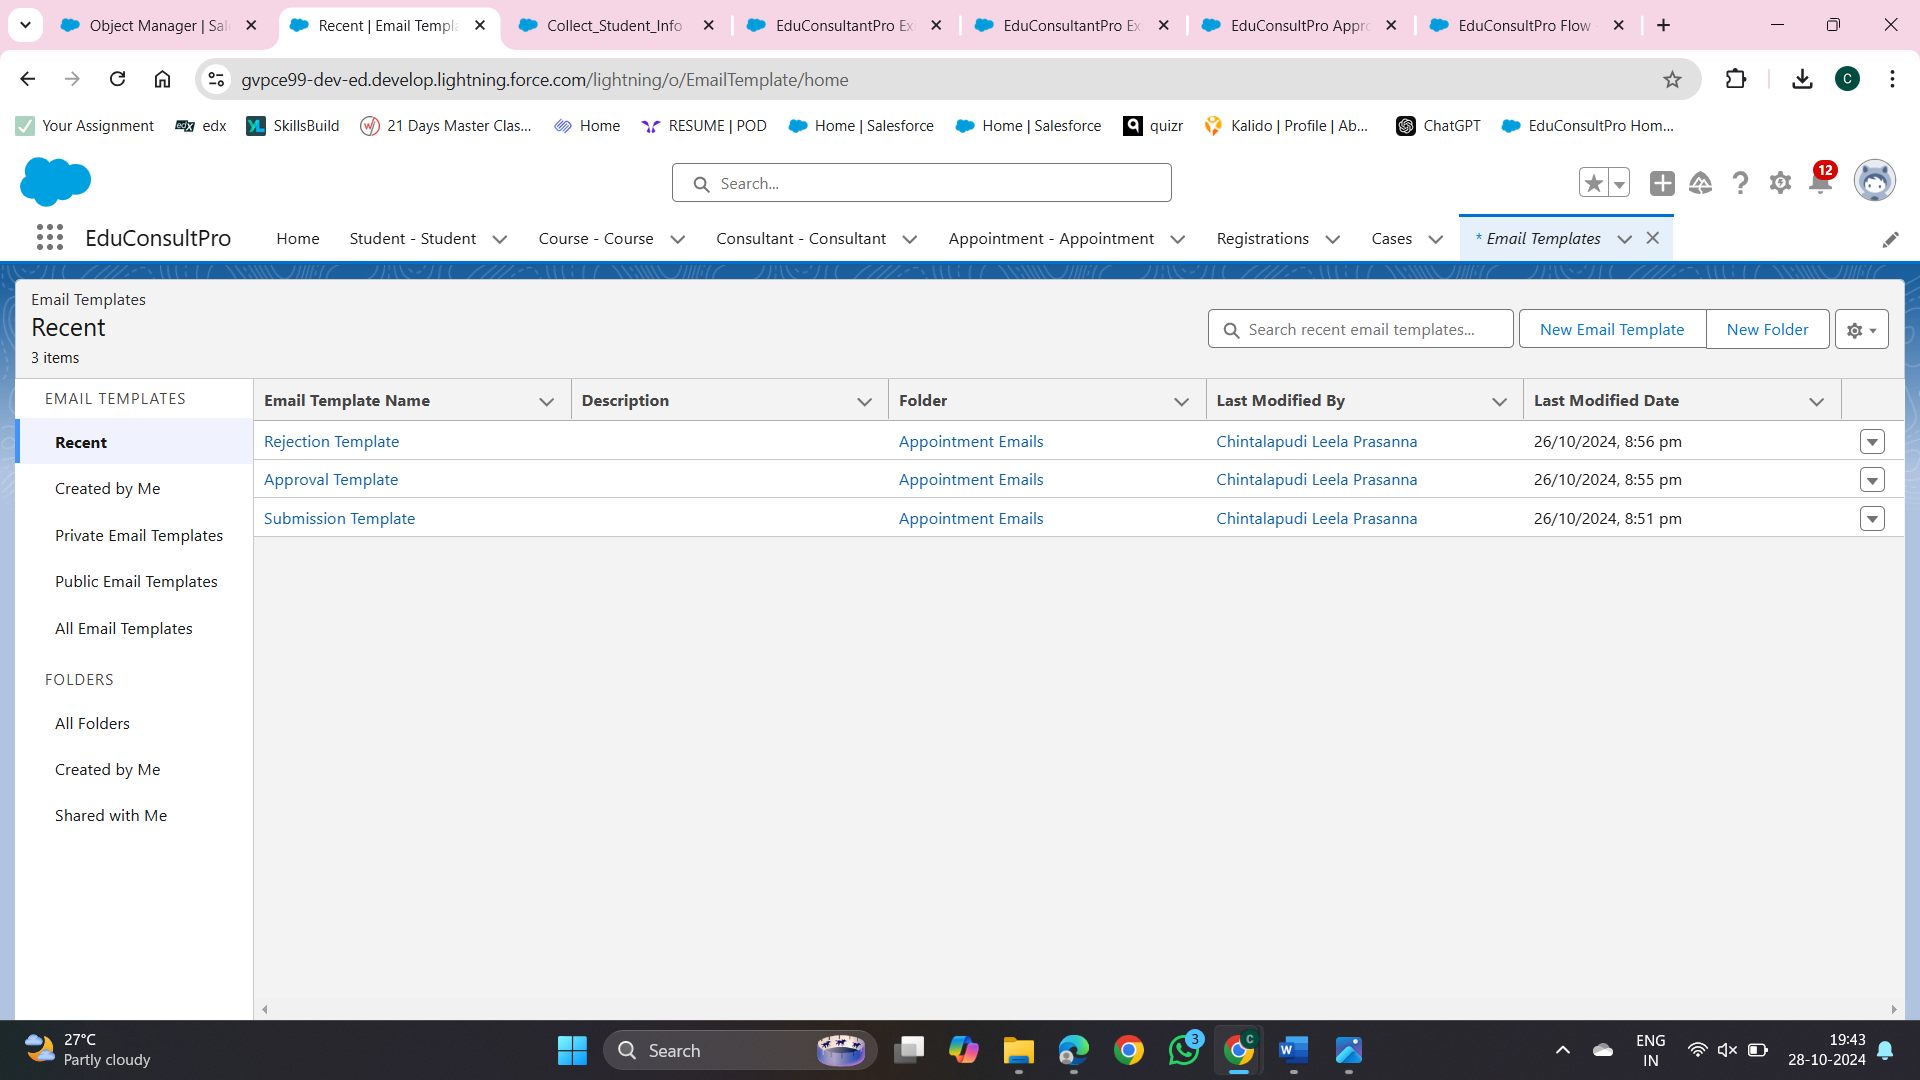 Object Manager | Sal
Recent | Email Templa
Collect_Student_Info
EduConsultantPro Ex
EduConsultantPro Ex
EduConsultPro Appro
EduConsultPro Flow
gvpce99-dev-ed.develop.lightning.force.com/lightning/o/EmailTemplate/home
C
Your Assignment
edX edx
YL SkillsBuild
21 Days Master Clas...
Home
RESUME | POD
Home | Salesforce
Home | Salesforce
q quizr
Kalido | Profile | Ab...
ChatGPT
EduConsultPro Hom...
Search...
12
EduConsultPro
Home
Student - Student
Course - Course
Consultant - Consultant
Appointment - Appointment
Registrations
Cases
* Email Templates
Email Templates
Recent
3 items
Search recent email templates...
New Email Template
New Folder
EMAIL TEMPLATES
Recent
Created by Me
Private Email Templates
Public Email Templates
All Email Templates
FOLDERS
All Folders
Created by Me
Shared with Me
Email Template Name Description Folder Last Modified By Last Modified Date
Rejection Template Appointment Emails Chintalapudi Leela Prasanna 26/10/2024, 8:56 pm
Approval Template Appointment Emails Chintalapudi Leela Prasanna 26/10/2024, 8:55 pm
Submission Template Appointment Emails Chintalapudi Leela Prasanna 26/10/2024, 8:51 pm
27°C
Partly cloudy
Search
3
C
W
ENG
IN
19:43
28-10-2024